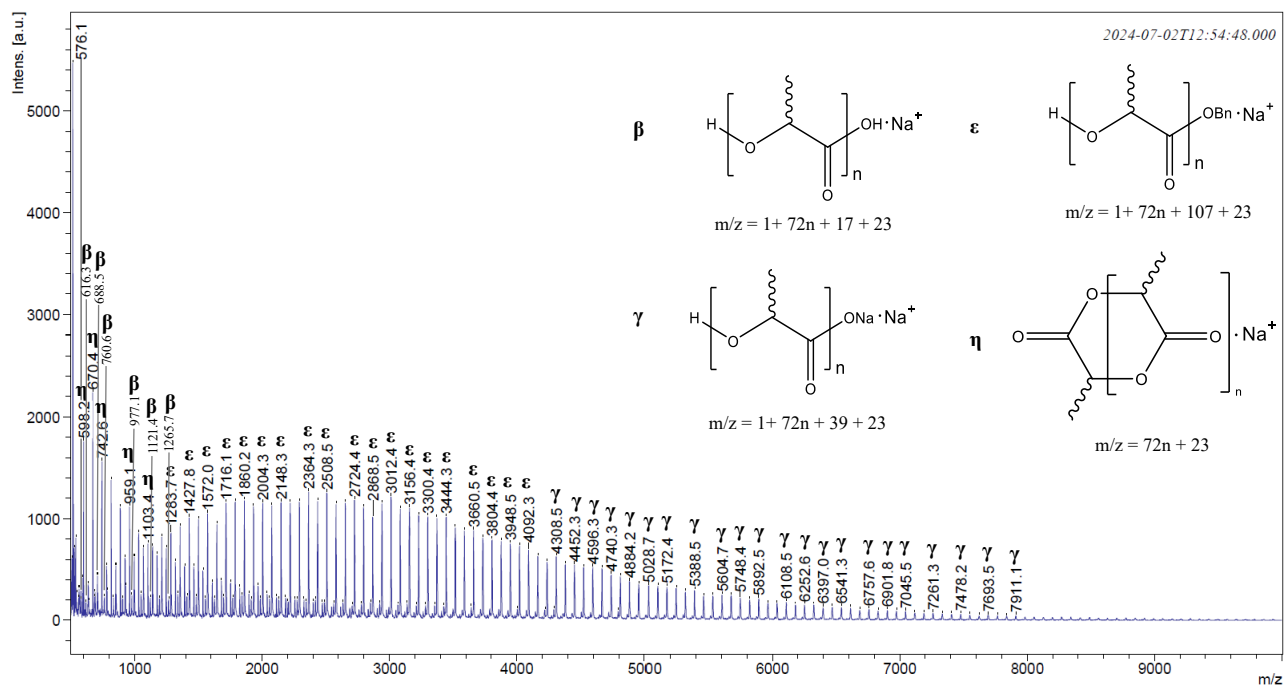 Intens. [a.u.]
2024-07-02T12:54:48.000
5000
4000
3000
2000
1000
0
1000
2000
3000
4000
5000
6000
7000
8000
9000
m/z
β
H
O
O
n
OH·Na⁺
m/z = 1+ 72n + 17 + 23
ε
H
O
O
n
OBn·Na⁺
m/z = 1+ 72n + 107 + 23
γ
H
O
O
n
ONa·Na⁺
m/z = 1+ 72n + 39 + 23
η
O
O
O
O
n
·Na⁺
m/z = 72n + 23
576.1
η 598.2
β 616.3
η 670.4
β 688.5
η 742.6
β 760.6
η 959.1
β 977.1
η 1103.4
β 1121.4
β 1265.7
ε 1283.7
ε 1427.8
ε 1572.0
ε 1716.1
ε 1860.2
ε 2004.3
ε 2148.3
ε 2364.3
ε 2508.5
ε 2724.4
ε 2868.5
ε 3012.4
ε 3156.4
ε 3300.4
ε 3444.3
ε 3660.5
ε 3804.4
ε 3948.5
ε 4092.3
γ 4308.5
γ 4452.3
γ 4596.3
γ 4740.3
γ 4884.2
γ 5028.7
γ 5172.4
γ 5388.5
γ 5604.7
γ 5748.4
γ 5892.5
γ 6108.5
γ 6252.6
γ 6397.0
γ 6541.3
γ 6757.6
γ 6901.8
γ 7045.5
γ 7261.3
γ 7478.2
γ 7693.5
γ 7911.1